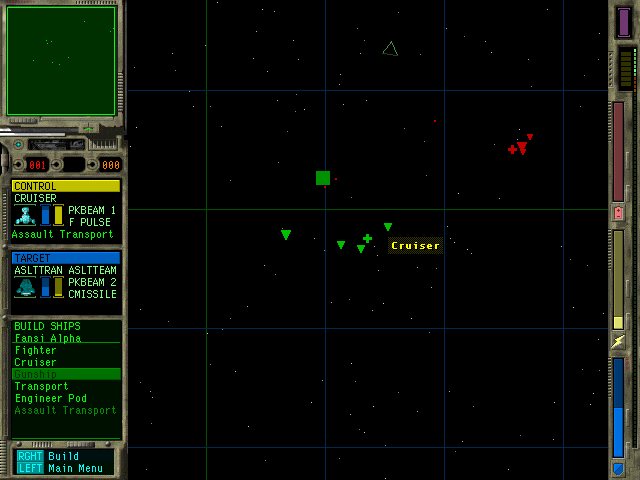 001 000
CONTROL
CRUISER
PKBEAM 1
F PULSE
Assault Transport
TARGET
ASLTTRAN ASLTTEAM
PKBEAM 2
CMISSILE
BUILD SHIPS
Fansi Alpha
Fighter
Cruiser
Gunship
Transport
Engineer Pod
Assault Transport
RGHT Build
LEFT Main Menu
Cruiser